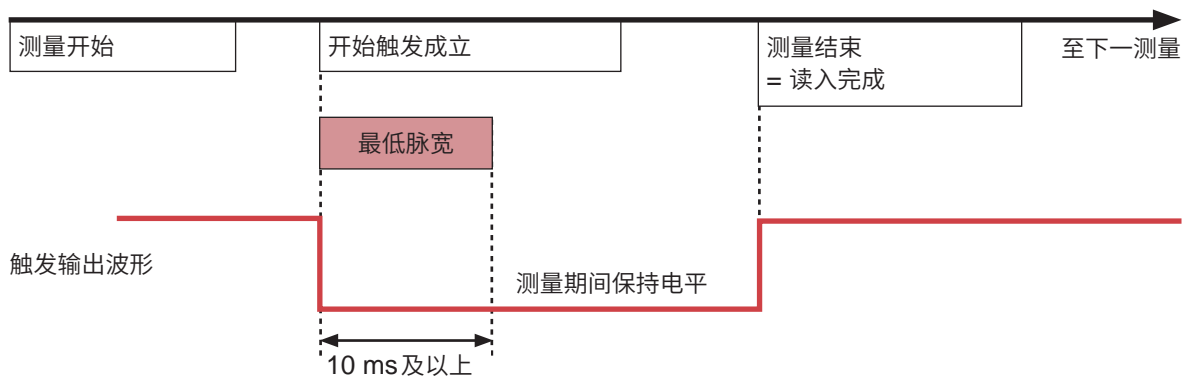 测量开始
开始触发成立
测量结束
= 读入完成
至下一测量
最低脉宽
触发输出波形
测量期间保持电平
10 ms及以上